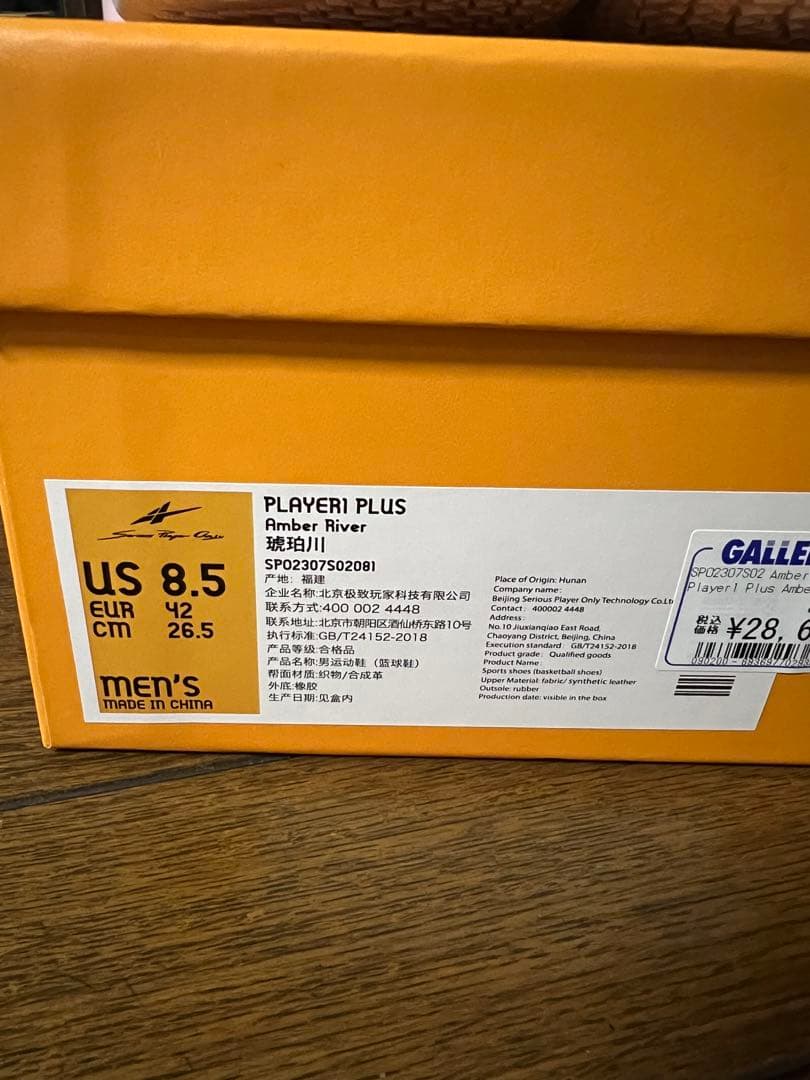 Serious Player Only
US 8.5
EUR 42
cm 26.5
men's
MADE IN CHINA
PLAYER1 PLUS
Amber River
琥珀川
SP02307S02081
产地: 福建
企业名称:北京极致玩家科技有限公司
联系方式:400 002 4448
联系地址:北京市朝阳区酒仙桥东路10号
执行标准:GB/T24152-2018
产品等级:合格品
产品名称:男运动鞋（篮球鞋）
帮面材质:织物/合成革
外底:橡胶
生产日期:见盒内
Place of Origin: Hunan
Company name:
Beijing Serious Player Only Technology Co.Lt
Contact: 400002 4448
Address:
No.10 Jiuxianqiao East Road,
Chaoyang District, Beijing, China
Execution standard: GB/T24152-2018
Product grade: Qualified goods
Product Name:
Sports shoes (basketball shoes)
Upper Material: fabric/ synthetic leather
Outsole: rubber
Production date: visible in the box
GALLE
SP02307S02 Amber
Player1 Plus Ambe
税込
価格 ¥28,6